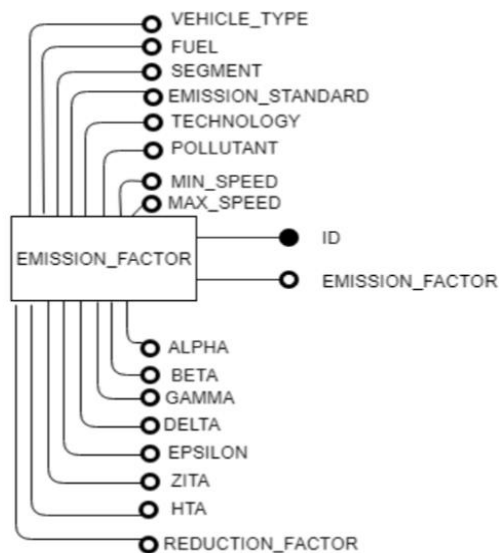 VEHICLE_TYPE
FUEL
SEGMENT
EMISSION_STANDARD
TECHNOLOGY
POLLUTANT
MIN_SPEED
MAX_SPEED
ID
EMISSION_FACTOR
EMISSION_FACTOR
ALPHA
BETA
GAMMA
DELTA
EPSILON
ZITA
HTA
REDUCTION_FACTOR